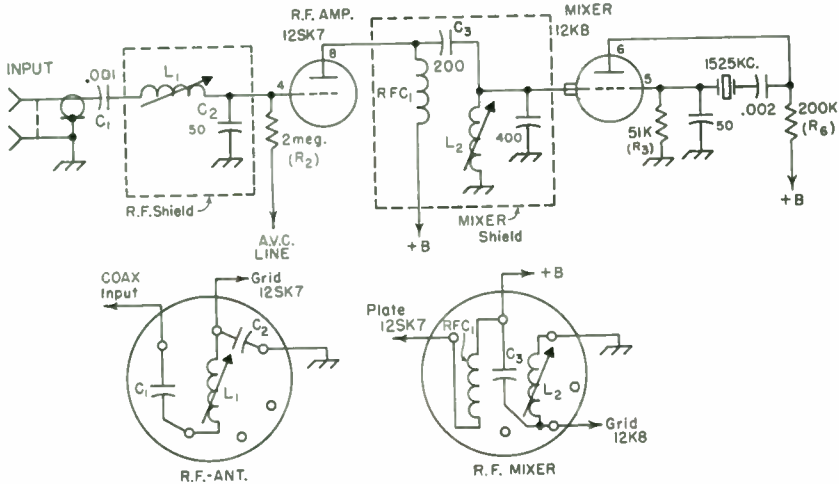 R.F. AMP.
12SK7
MIXER
12K8
INPUT
.001
C1
L1
C2
50
4
8
2 meg.
(R2)
R.F. Shield
A.V.C.
LINE
C3
200
RFC1
L2
400
+B
MIXER
Shield
6
5
1525KC.
.002
51K
(R3)
50
200K
(R6)
+B
COAX
Input
Grid
12SK7
C2
C1
L1
R.F.-ANT.
+B
Plate
12SK7
RFC1
C3
L2
Grid
12K8
R.F. MIXER